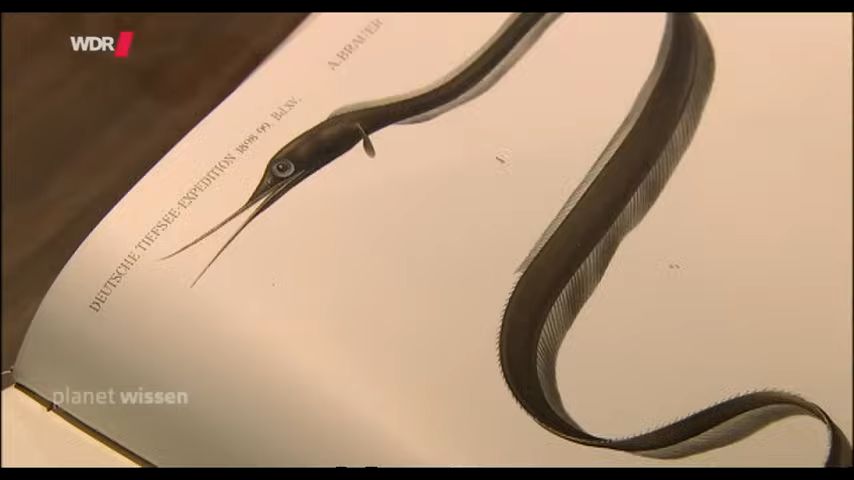 WDR
A. BRAUER
DEUTSCHE TIEFSEE-EXPEDITION 1898-99. Bd. XV.
planet wissen